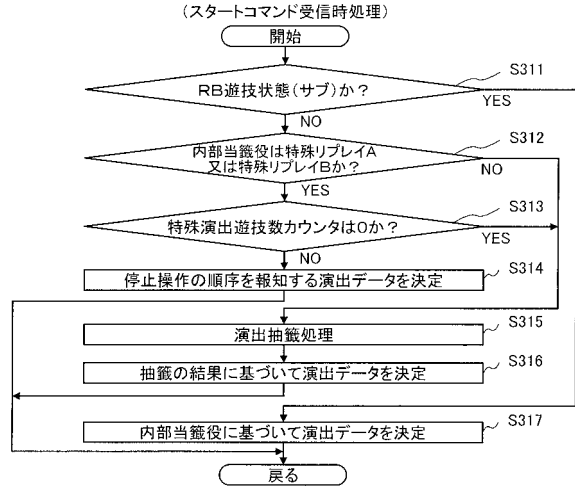 (スタートコマンド受信時処理)
開始
S311
RB遊技状態(サブ)か?
YES
NO
S312
内部当籤役は特殊リプレイA
又は特殊リプレイBか?
NO
YES
S313
特殊演出遊技数カウンタは0か?
YES
NO
S314
停止操作の順序を報知する演出データを決定
S315
演出抽籤処理
S316
抽籤の結果に基づいて演出データを決定
S317
内部当籤役に基づいて演出データを決定
戻る